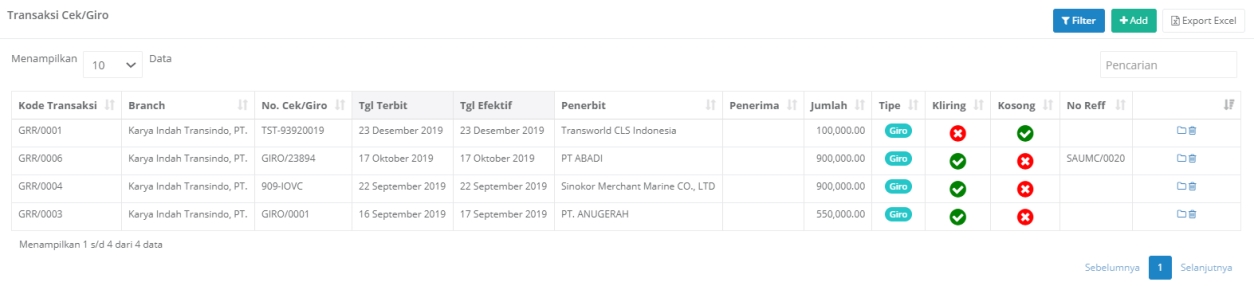 Transaksi Cek/Giro
Filter Add Export Excel
Menampilkan 10 Data Pencarian
Kode Transaksi Branch No. Cek/Giro Tgl Terbit Tgl Efektif Penerbit Penerima Jumlah Tipe Kliring Kosong No Reff
GRR/0001 Karya Indah Transindo, PT. TST-93920019 23 Desember 2019 23 Desember 2019 Transworld CLS Indonesia 100,000.00 Giro
GRR/0006 Karya Indah Transindo, PT. GIRO/23894 17 Oktober 2019 17 Oktober 2019 PT ABADI 900,000.00 Giro SAUMC/0020
GRR/0004 Karya Indah Transindo, PT. 909-IOVC 22 September 2019 22 September 2019 Sinokor Merchant Marine CO., LTD 900,000.00 Giro
GRR/0003 Karya Indah Transindo, PT. GIRO/0001 16 September 2019 17 September 2019 PT. ANUGERAH 550,000.00 Giro
Menampilkan 1 s/d 4 dari 4 data
Sebelumnya 1 Selanjutnya